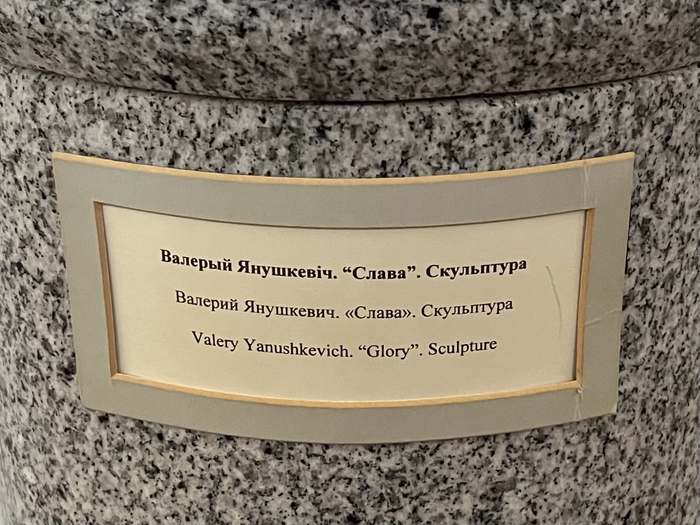 Валерый Янушкевіч. “Слава”. Скульптура
Валерий Янушкевич. «Слава». Скульптура
Valery Yanushkevich. “Glory”. Sculpture